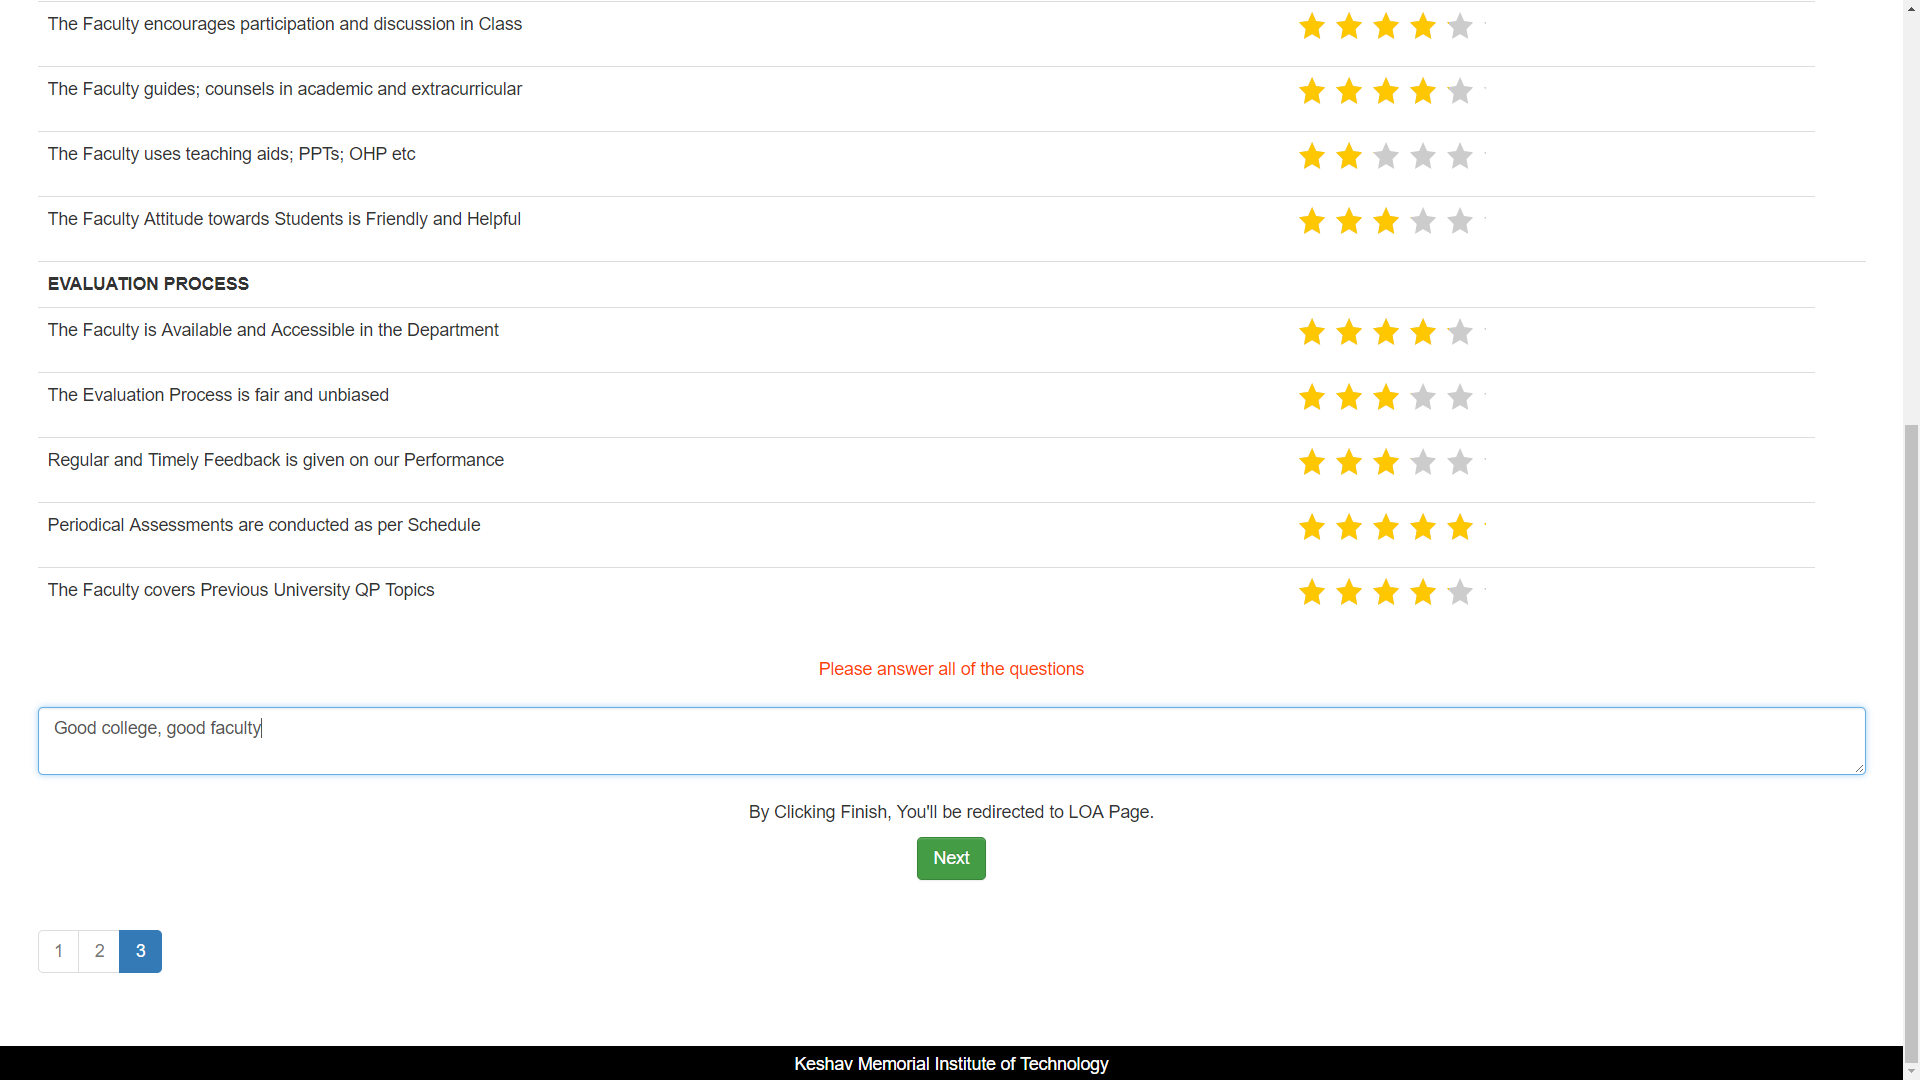 The Faculty encourages participation and discussion in Class
The Faculty guides; counsels in academic and extracurricular
The Faculty uses teaching aids; PPTs; OHP etc
The Faculty Attitude towards Students is Friendly and Helpful
EVALUATION PROCESS
The Faculty is Available and Accessible in the Department
The Evaluation Process is fair and unbiased
Regular and Timely Feedback is given on our Performance
Periodical Assessments are conducted as per Schedule
The Faculty covers Previous University QP Topics
Please answer all of the questions
Good college, good faculty
By Clicking Finish, You'll be redirected to LOA Page.
Next
1 2 3
Keshav Memorial Institute of Technology